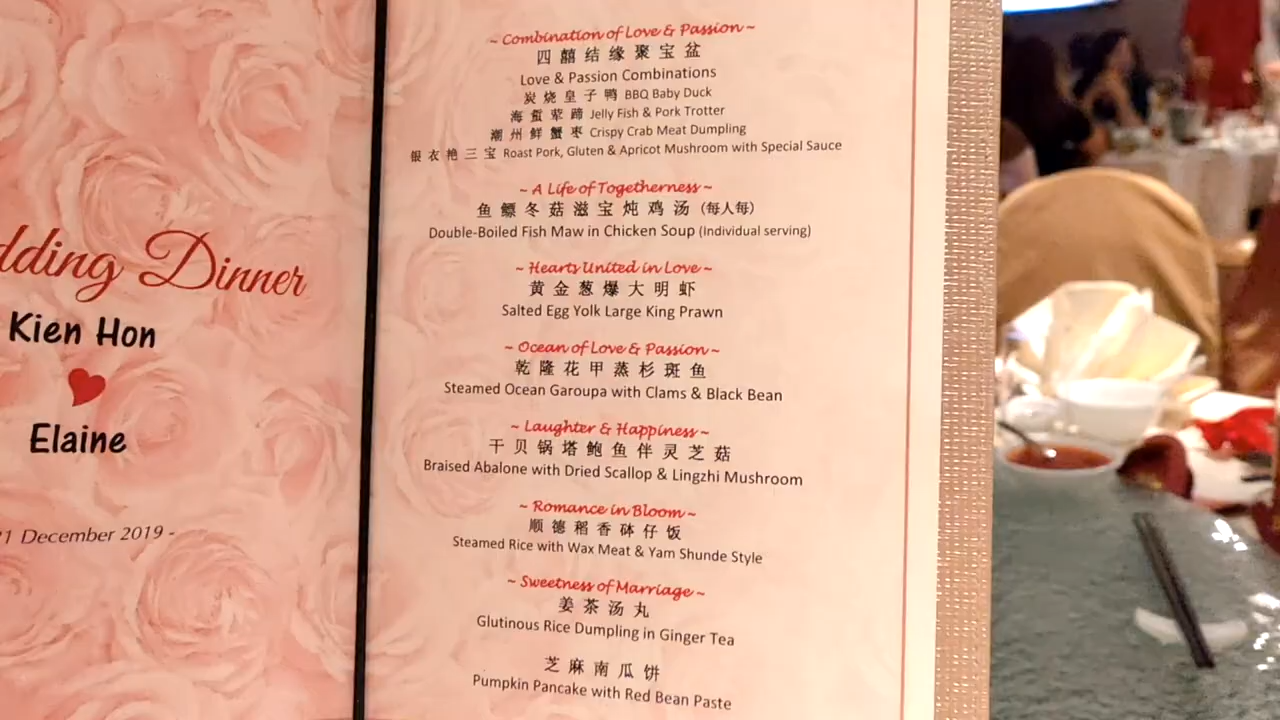 dding Dinner
Kien Hon
Elaine
21 December 2019 -
~ Combination of Love & Passion ~
四囍结缘聚宝盆
Love & Passion Combinations
炭烧皇子鸭 BBQ Baby Duck
海蜇荤蹄 Jelly Fish & Pork Trotter
潮州鲜蟹枣 Crispy Crab Meat Dumpling
银衣艳三宝 Roast Pork, Gluten & Apricot Mushroom with Special Sauce
~ A Life of Togetherness ~
鱼鳔冬菇滋宝炖鸡汤 (每人每)
Double-Boiled Fish Maw in Chicken Soup (Individual serving)
~ Hearts United in Love ~
黄金葱爆大明虾
Salted Egg Yolk Large King Prawn
~ Ocean of Love & Passion ~
乾隆花甲蒸杉斑鱼
Steamed Ocean Garoupa with Clams & Black Bean
~ Laughter & Happiness ~
干贝锅塔鲍鱼伴灵芝菇
Braised Abalone with Dried Scallop & Lingzhi Mushroom
~ Romance in Bloom ~
顺德稻香砵仔饭
Steamed Rice with Wax Meat & Yam Shunde Style
~ Sweetness of Marriage ~
姜茶汤丸
Glutinous Rice Dumpling in Ginger Tea
芝麻南瓜饼
Pumpkin Pancake with Red Bean Paste